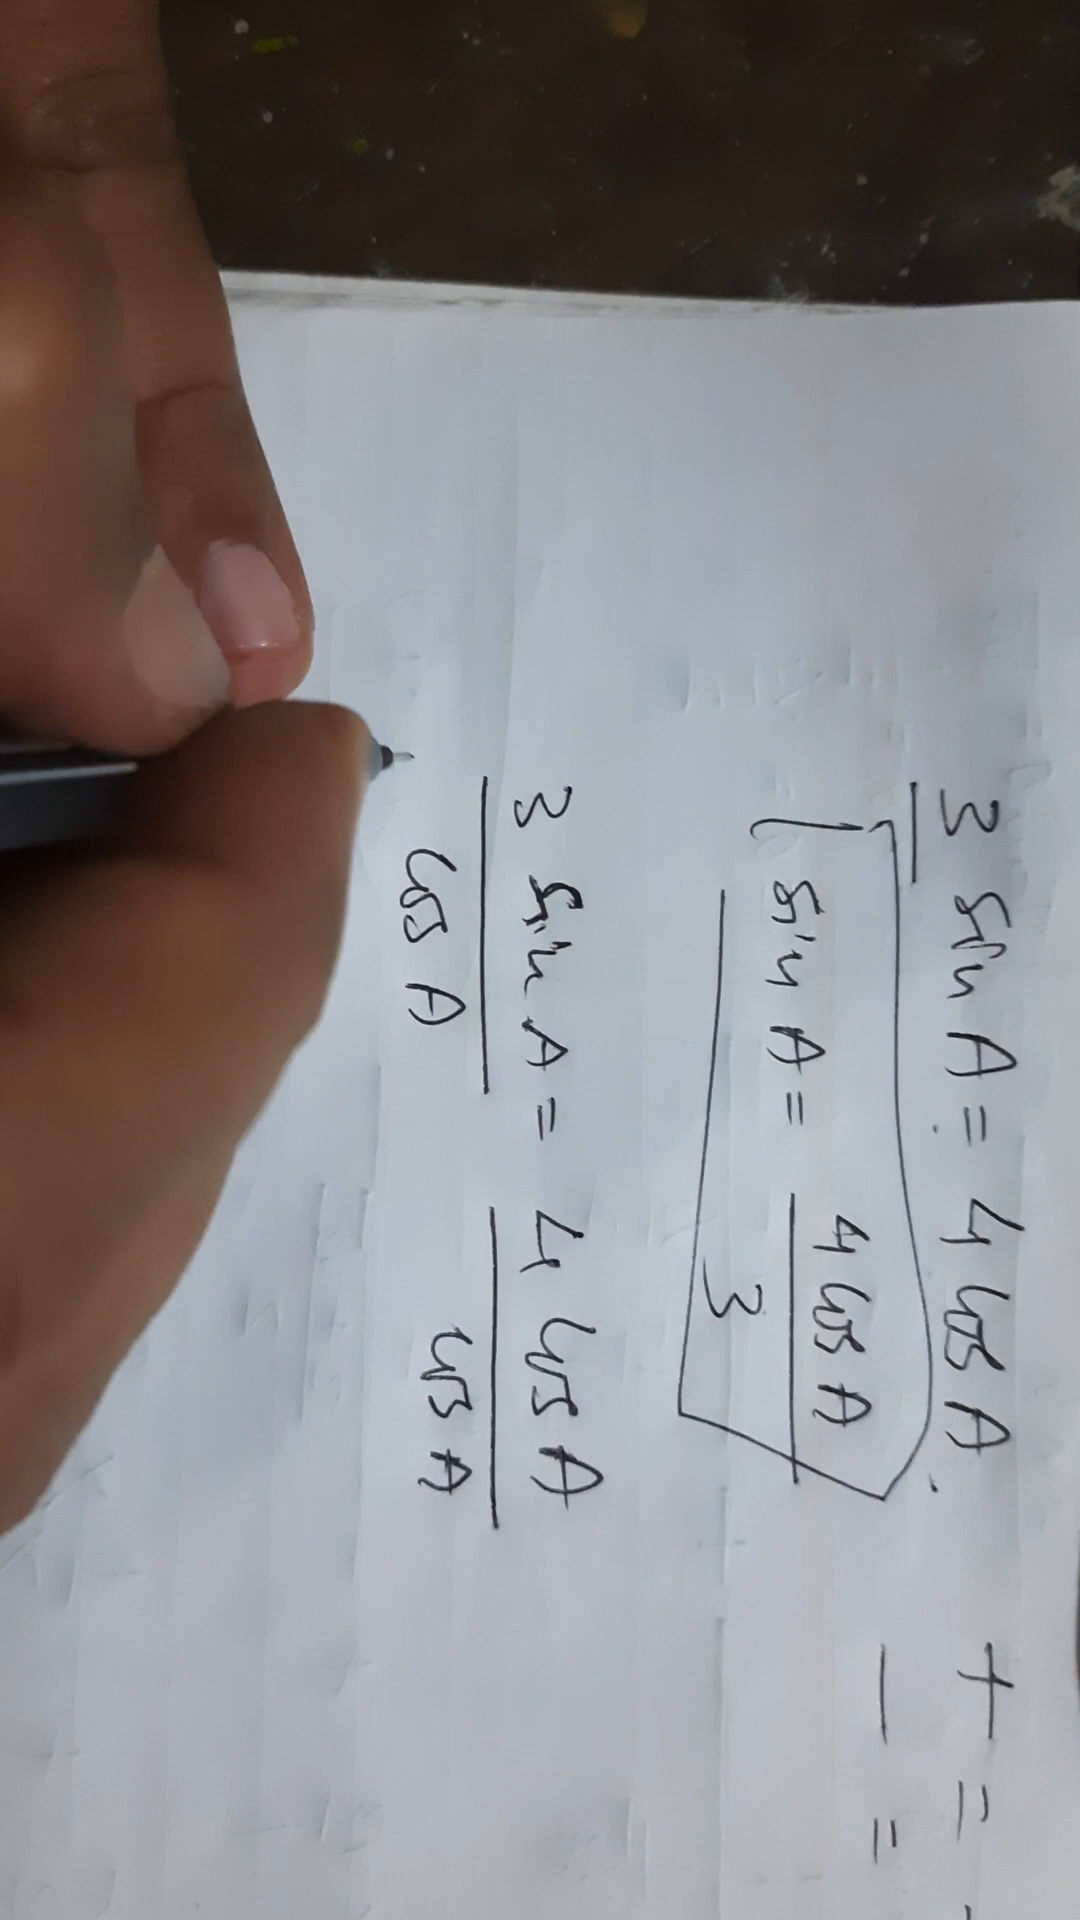 3 sin A = 4 cos A.
+ =
- =
sin A = 4 cos A
3
3 sin A = 4 cos A
cos A cos A